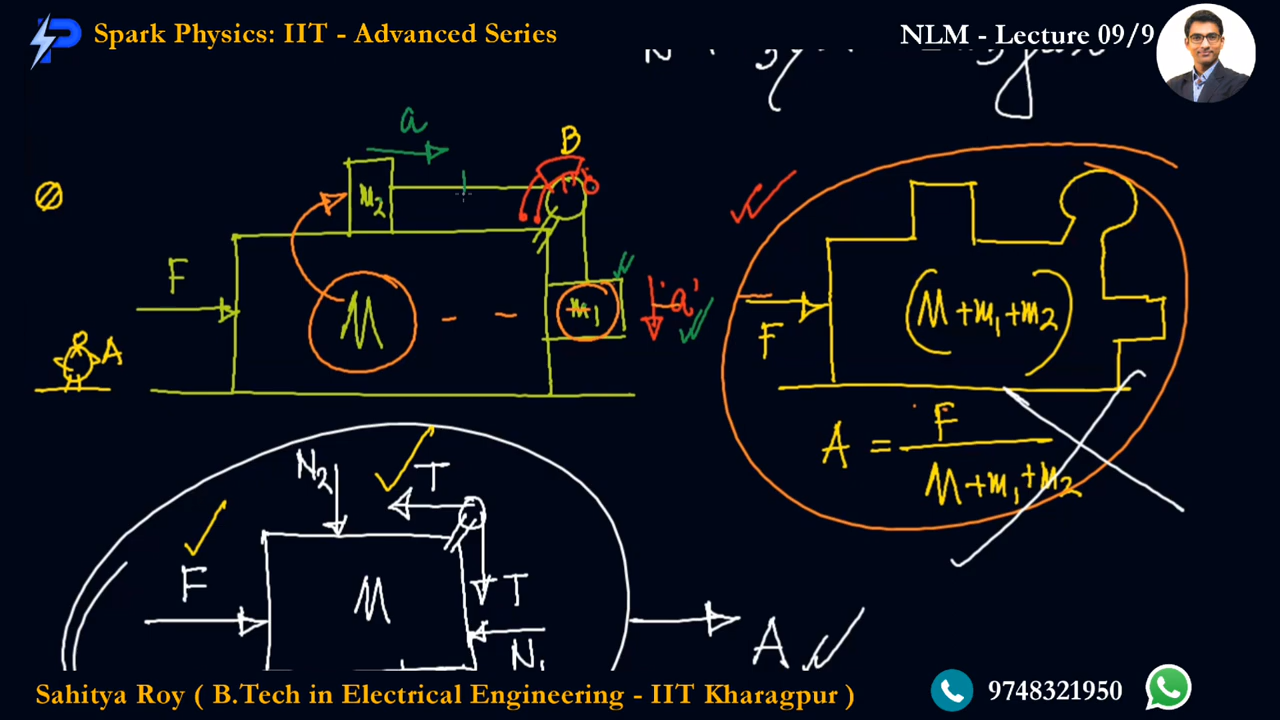 Spark Physics: IIT - Advanced Series
NLM - Lecture 09/9
a
B
m2
F
M
m1
a'
A
(M+m1+m2)
F
A = F / M+m1+m2
N2
T
F
M
T
N1
A
Sahitya Roy ( B.Tech in Electrical Engineering - IIT Kharagpur )
9748321950